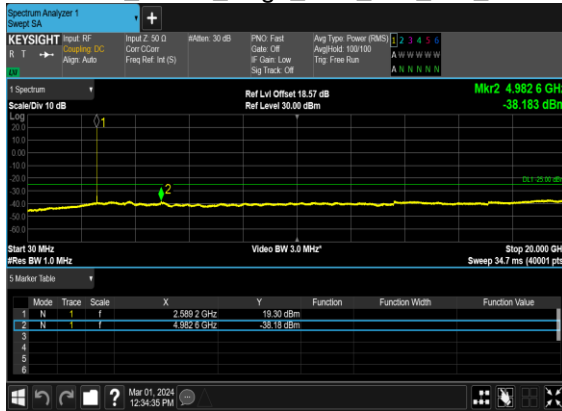 Spectrum Analyzer 1
Swept SA
+
KEYSIGHT Input: RF Input Z: 50 Ω #Atten: 30 dB PNO: Fast Avg Type: Power (RMS) 1 2 3 4 5 6
R T Coupling: DC Corr CCorr Gate: Off Avg|Hold: 100/100 A W W W W W
Align: Auto Freq Ref: Int (S) IF Gain: Low Trig: Free Run
LXI Sig Track: Off A N N N N N
1 Spectrum Ref Lvl Offset 18.57 dB Mkr2 4.982 6 GHz
Scale/Div 10 dB Ref Level 30.00 dBm -38.183 dBm
Log
20.0 1
10.0
0.00
-10.0
-20.0 DL1 -25.00 dBm
-30.0 2
-40.0
-50.0
-60.0
Start 30 MHz Video BW 3.0 MHz* Stop 20.000 GHz
#Res BW 1.0 MHz Sweep 34.7 ms (40001 pts)
5 Marker Table
Mode Trace Scale X Y Function Function Width Function Value
1 N 1 f 2.589 2 GHz 19.30 dBm
2 N 1 f 4.982 6 GHz -38.18 dBm
3
4
5
6
? Mar 01, 2024
12:34:35 PM